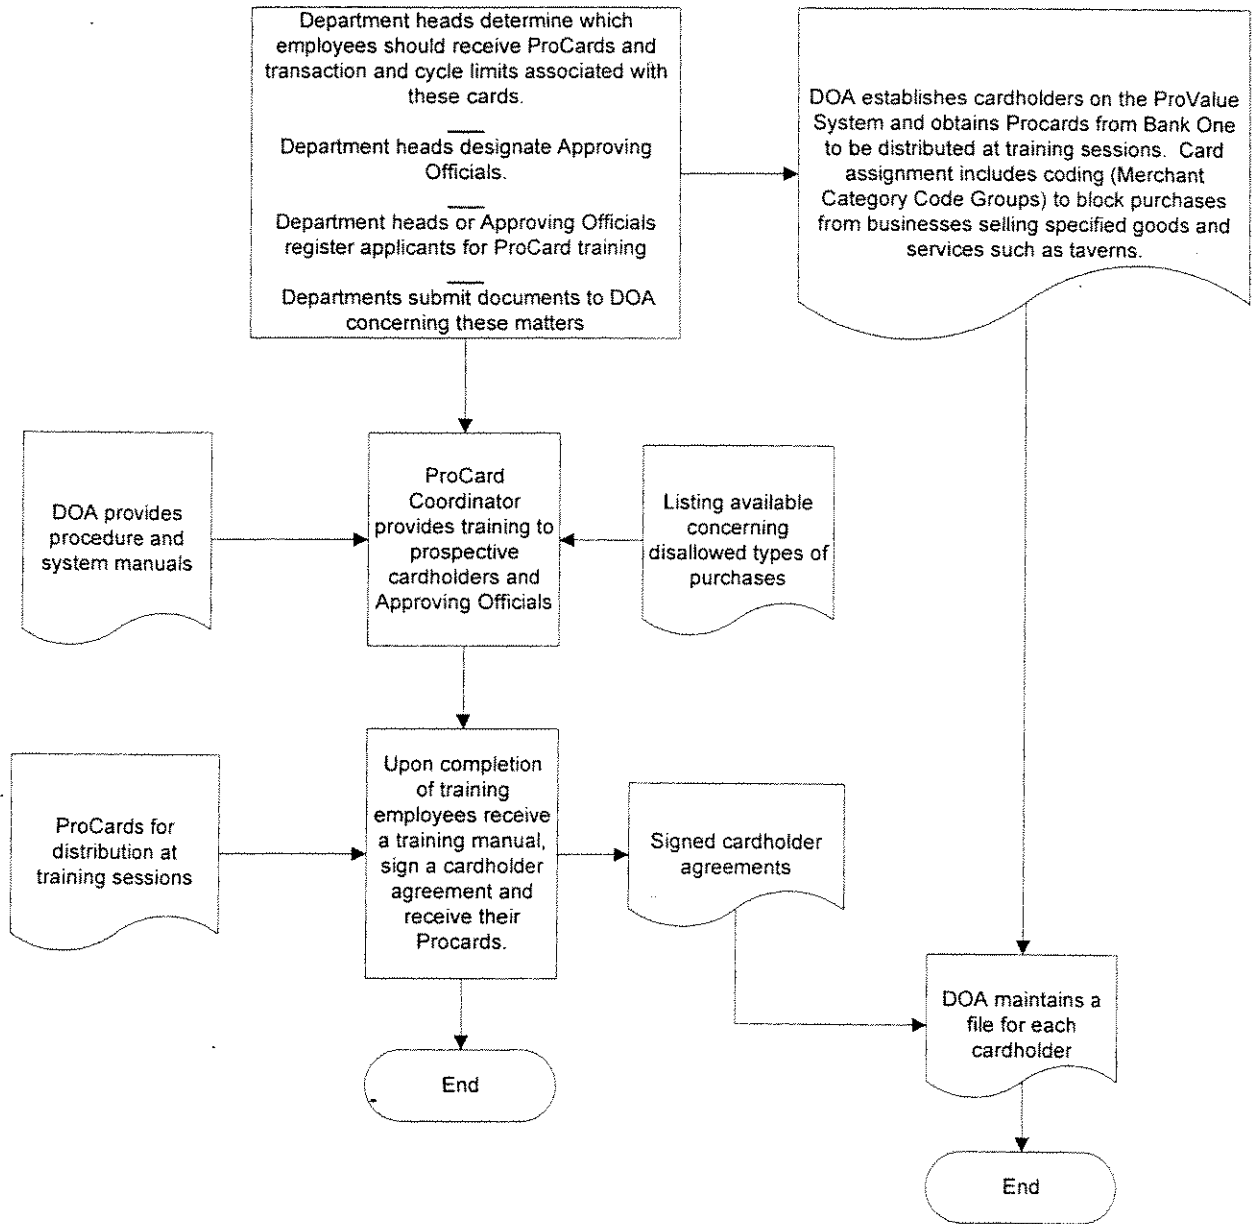 Department heads determine which
employees should receive ProCards and
transaction and cycle limits associated with
these cards.
Department heads designate Approving
Officials.
Department heads or Approving Officials
register applicants for ProCard training
Departments submit documents to DOA
concerning these matters
DOA establishes cardholders on the ProValue
System and obtains Procards from Bank One
to be distributed at training sessions. Card
assignment includes coding (Merchant
Category Code Groups) to block purchases
from businesses selling specified goods and
services such as taverns.
DOA provides
procedure and
system manuals
ProCard
Coordinator
provides training to
prospective
cardholders and
Approving Officials
Listing available
concerning
disallowed types of
purchases
ProCards for
distribution at
training sessions
Upon completion
of training
employees receive
a training manual,
sign a cardholder
agreement and
receive their
Procards.
Signed cardholder
agreements
DOA maintains a
file for each
cardholder
End
End